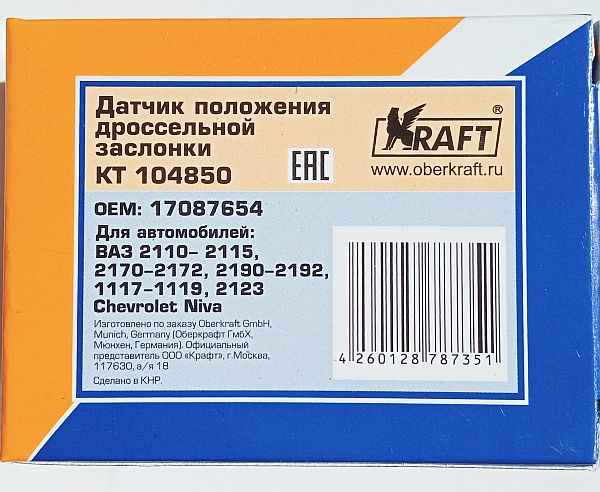 Датчик положения
дроссельной
заслонки
КТ 104850
EAC
KRAFT®
www.oberkraft.ru
OEM: 17087654
Для автомобилей:
ВАЗ 2110- 2115,
2170-2172, 2190-2192,
1117-1119, 2123
Chevrolet Niva
Изготовлено по заказу Oberkraft GmbH,
Munich, Germany (Оберкрафт ГмбХ,
Мюнхен, Германия). Официальный
представитель ООО «Крафт», г.Москва,
117630, а/я 18
Сделано в КНР.
4 260128 787351